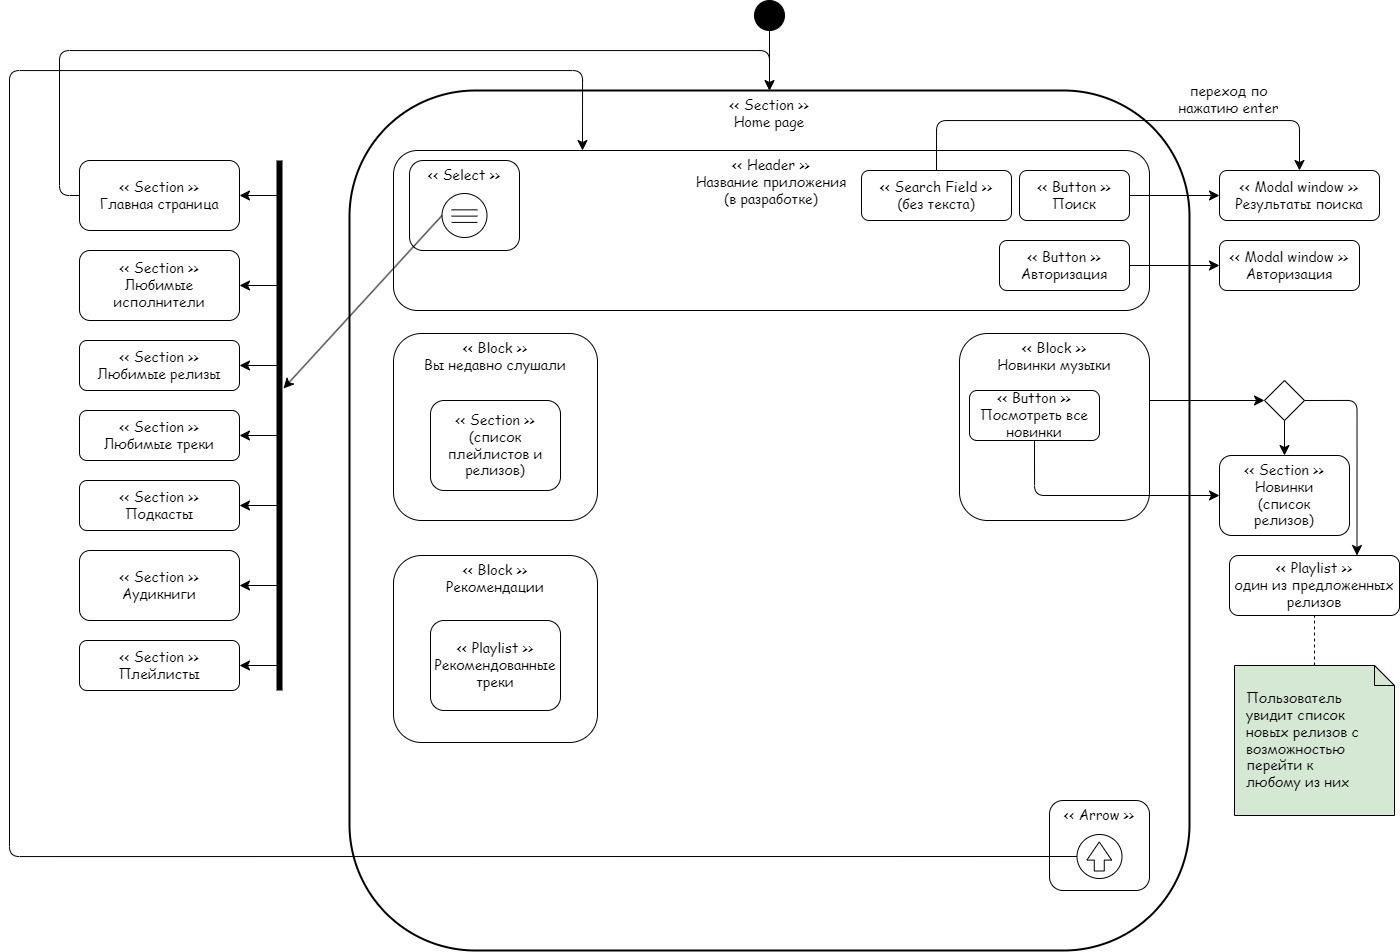 переход по
нажатию enter
<< Section >>
Home page
<< Header >>
Название приложения
(в разработке)
<< Select >>
<< Search Field >>
(без текста)
<< Button >>
Поиск
<< Modal window >>
Результаты поиска
<< Button >>
Авторизация
<< Modal window >>
Авторизация
<< Section >>
Главная страница
<< Section >>
Любимые
исполнители
<< Section >>
Любимые релизы
<< Section >>
Любимые треки
<< Section >>
Подкасты
<< Section >>
Аудикниги
<< Section >>
Плейлисты
<< Block >>
Вы недавно слушали
<< Section >>
(список
плейлистов и
релизов)
<< Block >>
Новинки музыки
<< Button >>
Посмотреть все
новинки
<< Section >>
Новинки
(список
релизов)
<< Playlist >>
один из предложенных
релизов
<< Block >>
Рекомендации
<< Playlist >>
Рекомендованные
треки
Пользователь
увидит список
новых релизов с
возможностью
перейти к
любому из них
<< Arrow >>